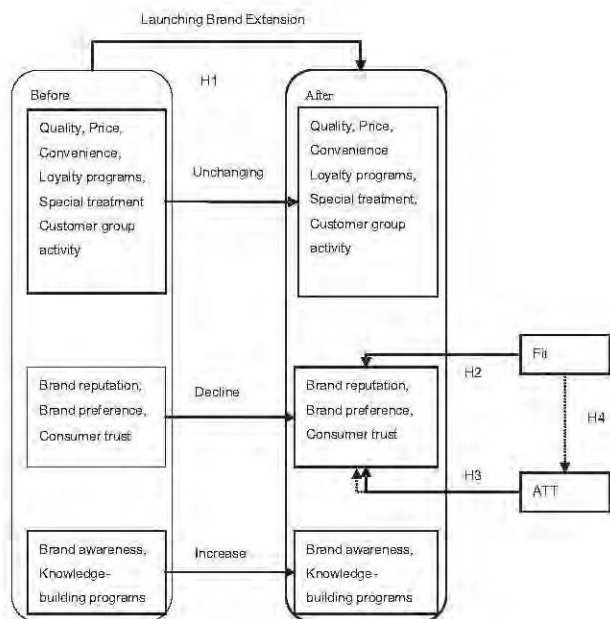 Launching Brand Extension
H1
Before
Quality, Price,
Convenience,
Loyalty programs,
Special treatment
Customer group
activity
Unchanging
After
Quality, Price,
Convenience
Loyalty programs,
Special treatment,
Customer group
activity
Brand reputation,
Brand preference,
Consumer trust
Decline
Brand reputation,
Brand preference,
Consumer trust
H2
Fit
H4
H3
ATT
Brand awareness,
Knowledge-
building programs
Increase
Brand awareness,
Knowledge-
building programs